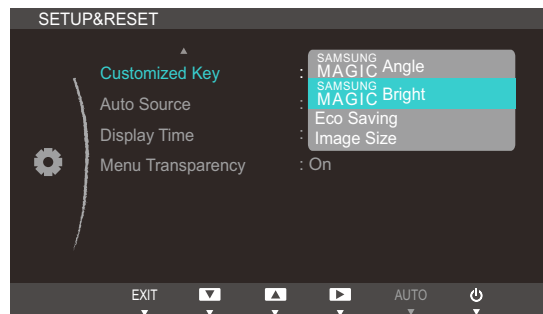 SETUP&RESET
Customized Key : SAMSUNG MAGIC Angle
SAMSUNG MAGIC Bright
Auto Source :
Eco Saving
Display Time : Image Size
Menu Transparency : On
EXIT AUTO